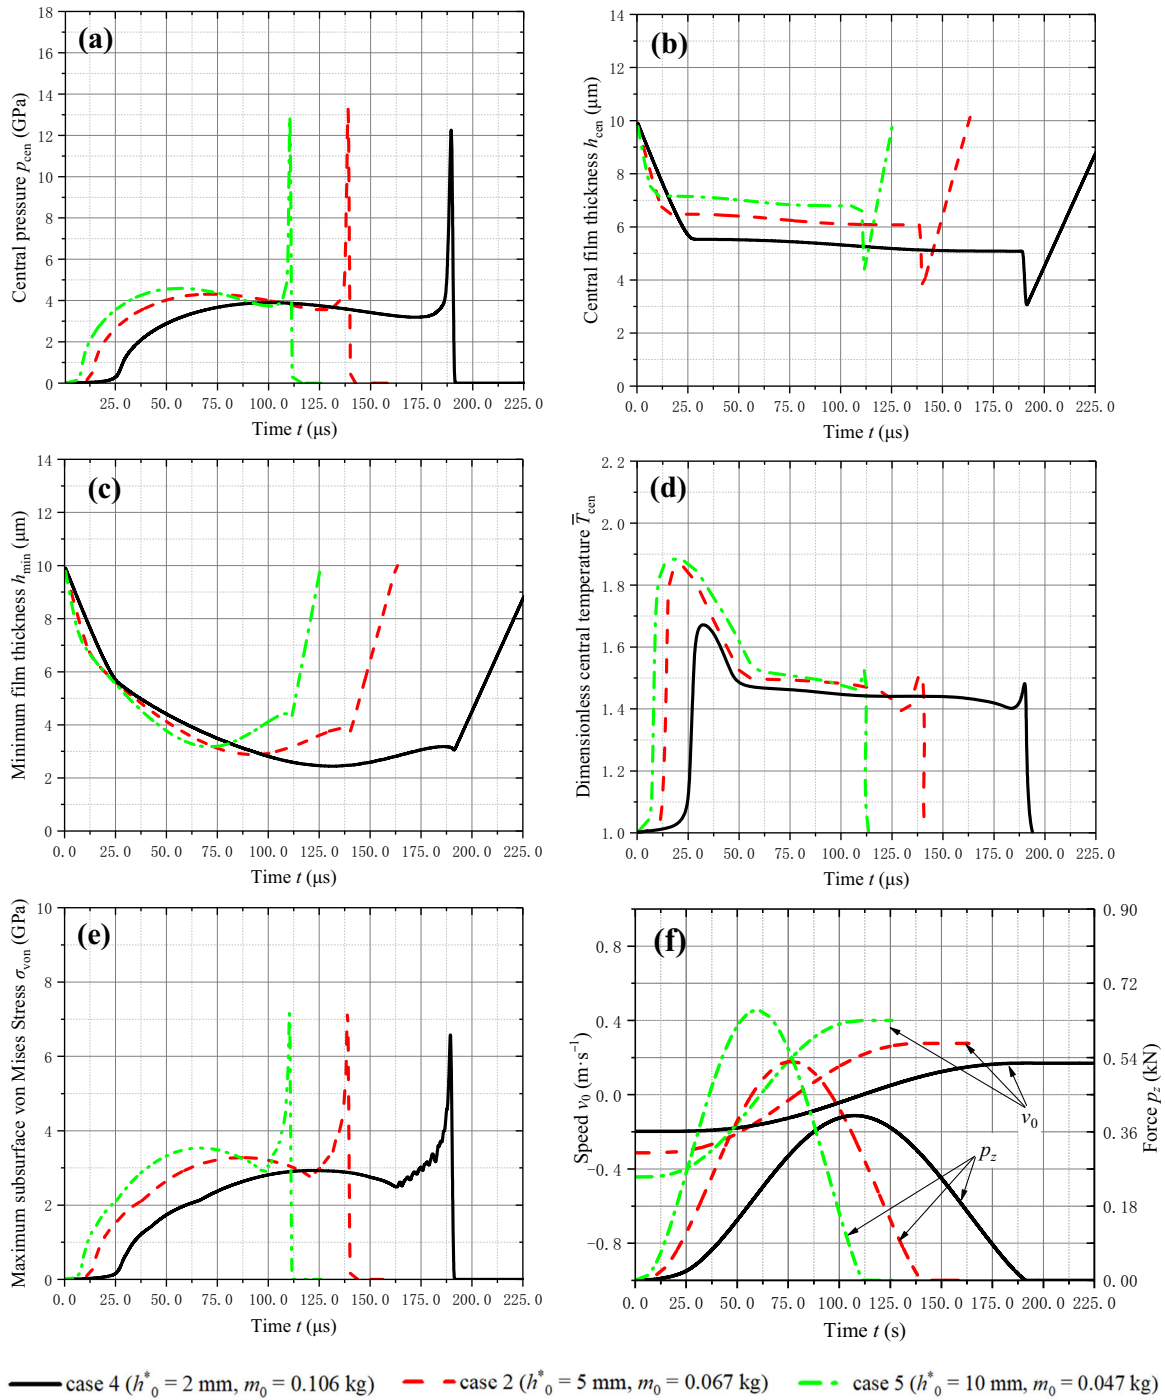 (a)
Central pressure p_cen (GPa)
18
16
14
12
10
8
6
4
2
0
0.0 25.0 50.0 75.0 100.0 125.0 150.0 175.0 200.0 225.0
Time t (μs)
(b)
Central film thickness h_cen (μm)
14
12
10
8
6
4
2
0
0.0 25.0 50.0 75.0 100.0 125.0 150.0 175.0 200.0 225.0
Time t (μs)
(c)
Minimum film thickness h_min (μm)
14
12
10
8
6
4
2
0
0.0 25.0 50.0 75.0 100.0 125.0 150.0 175.0 200.0 225.0
Time t (μs)
(d)
Dimensionless central temperature T̅_cen
2.2
2.0
1.8
1.6
1.4
1.2
1.0
0.0 25.0 50.0 75.0 100.0 125.0 150.0 175.0 200.0 225.0
Time t (μs)
(e)
Maximum subsurface von Mises Stress σ_von (GPa)
10
8
6
4
2
0
0.0 25.0 50.0 75.0 100.0 125.0 150.0 175.0 200.0 225.0
Time t (μs)
(f)
Speed v_0 (m·s⁻¹)
0.8
0.4
0.0
-0.4
-0.8
Force p_z (kN)
0.90
0.72
0.54
0.36
0.18
0.00
v_0
p_z
0.0 25.0 50.0 75.0 100.0 125.0 150.0 175.0 200.0 225.0
Time t (s)
case 4 (h*_0 = 2 mm, m_0 = 0.106 kg)
case 2 (h*_0 = 5 mm, m_0 = 0.067 kg)
case 5 (h*_0 = 10 mm, m_0 = 0.047 kg)